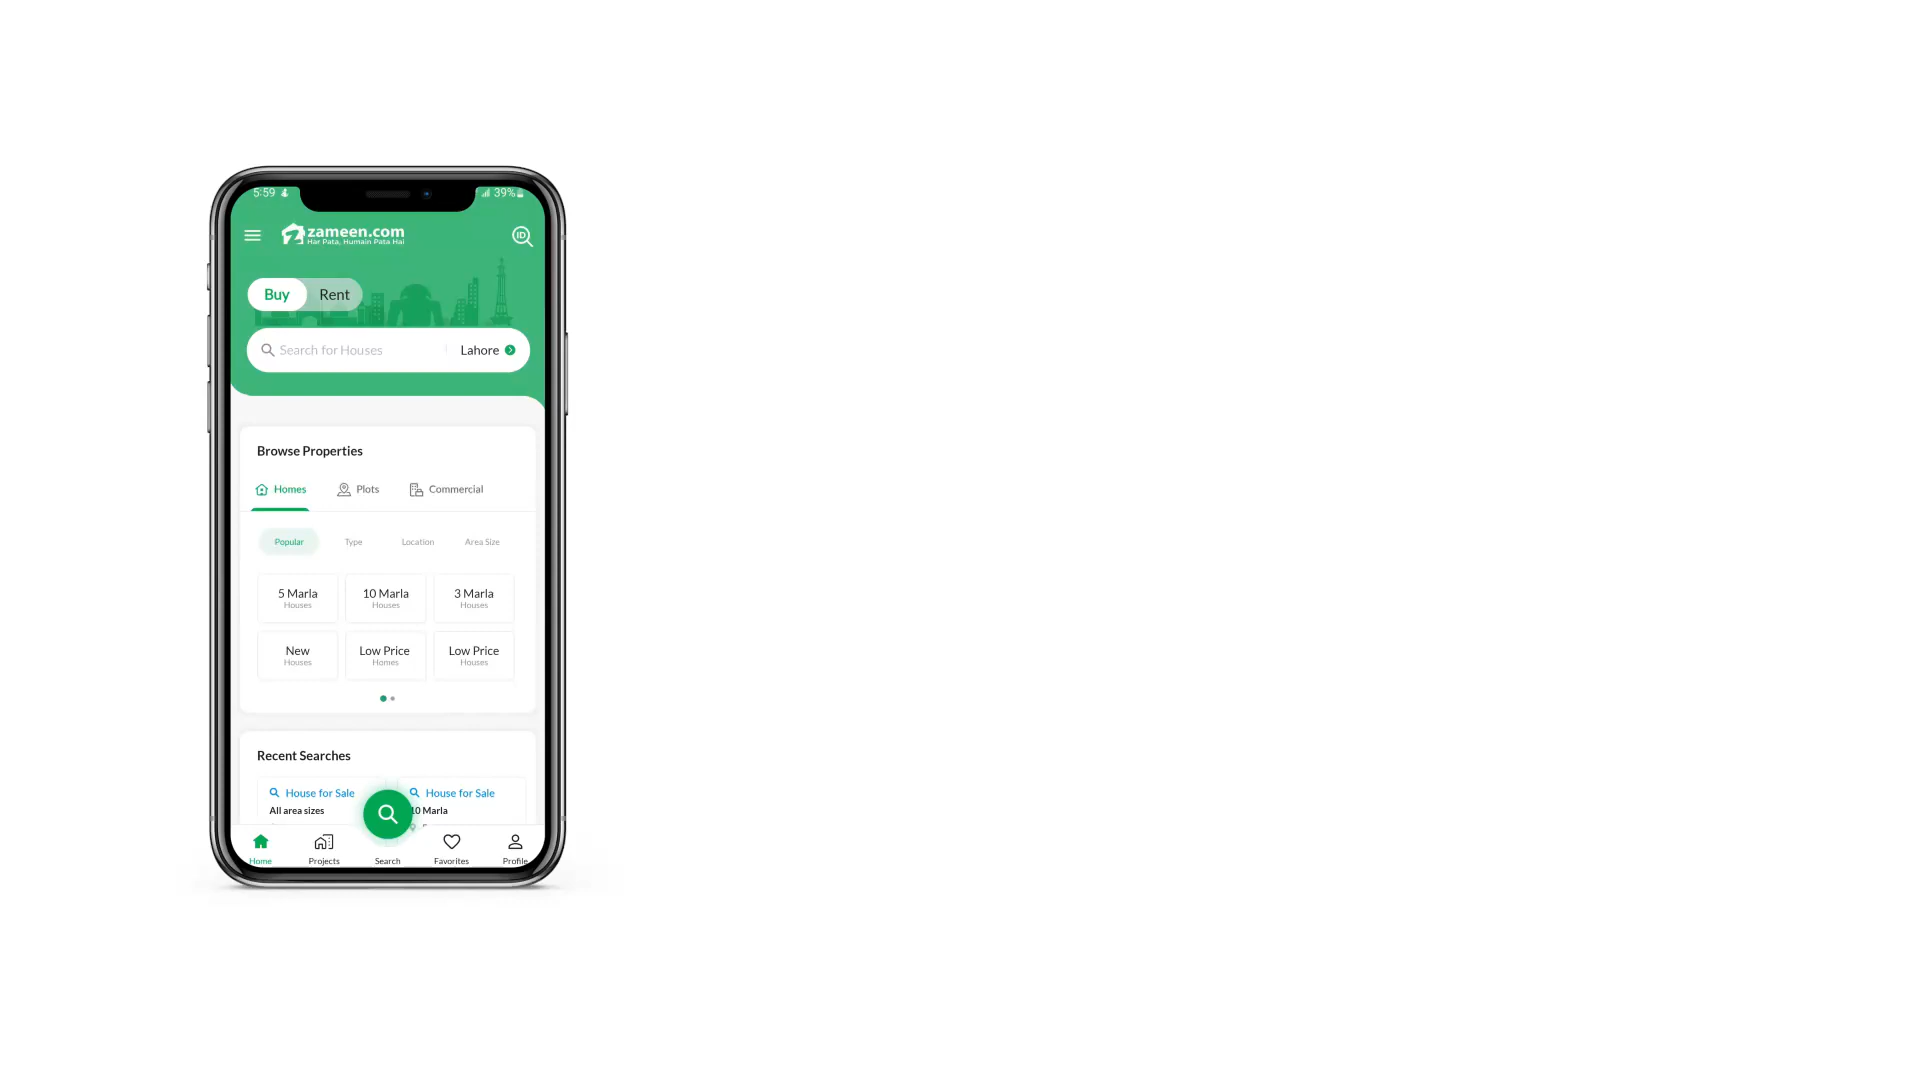 5:59
39%
zameen.com
Har Pata, Humain Pata Hai
ID
Buy Rent
Search for Houses Lahore
Browse Properties
Homes Plots Commercial
Popular Type Location Area Size
5 Marla 10 Marla 3 Marla
Houses Houses Houses
New Low Price Low Price
Houses Homes Houses
Recent Searches
House for Sale House for Sale
All area sizes 10 Marla
Home Projects Search Favorites Profile